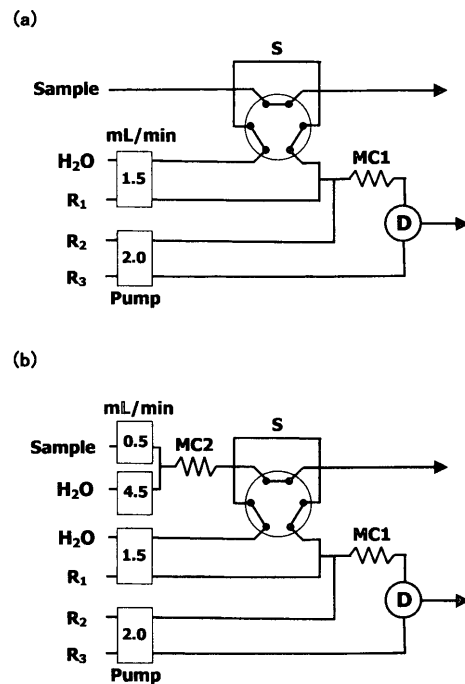 (a)
S
Sample
mL/min
H₂O
1.5
MC1
R₁
D
R₂
2.0
R₃
Pump
(b)
mL/min
S
Sample
0.5
MC2
H₂O
4.5
H₂O
1.5
MC1
R₁
D
R₂
2.0
R₃
Pump